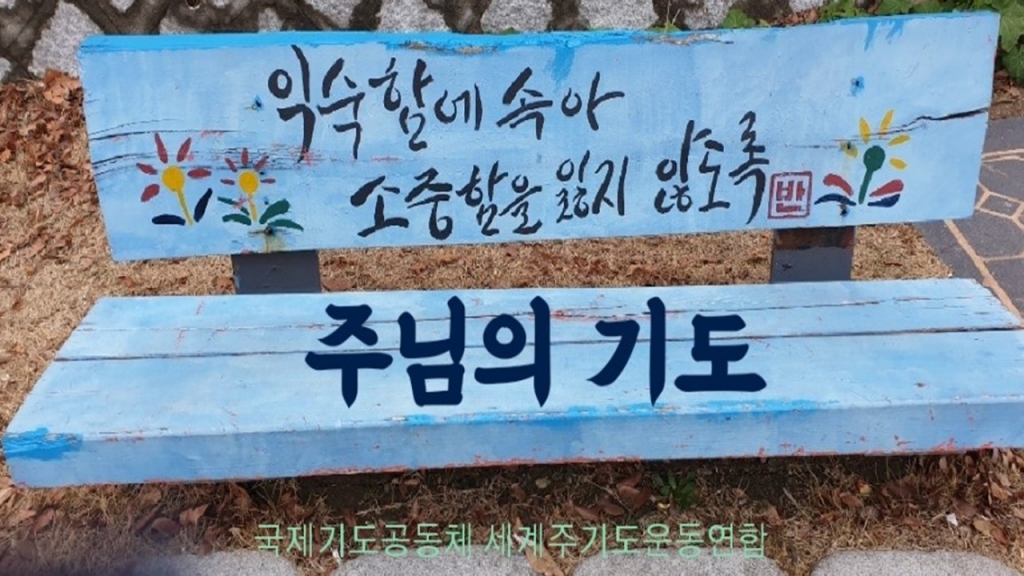 익숙함에 속아
소중함을 잃지 않도록
반
주님의 기도
국제기도공동체 세계주기도운동연합